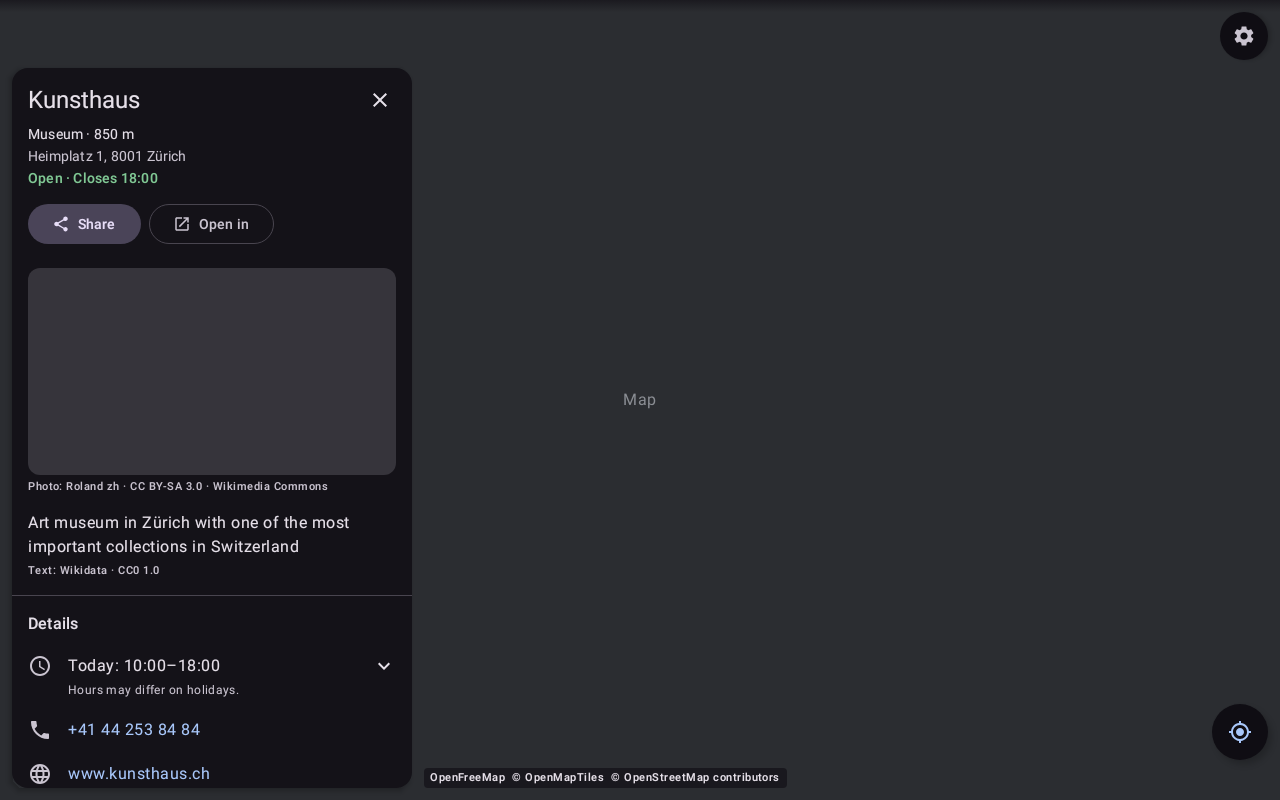 Kunsthaus
Museum · 850 m
Heimplatz 1, 8001 Zürich
Open · Closes 18:00
Share
Open in
Photo: Roland zh · CC BY-SA 3.0 · Wikimedia Commons
Art museum in Zürich with one of the most
important collections in Switzerland
Text: Wikidata · CC0 1.0
Details
Today: 10:00–18:00
Hours may differ on holidays.
+41 44 253 84 84
www.kunsthaus.ch
Map
OpenFreeMap © OpenMapTiles © OpenStreetMap contributors